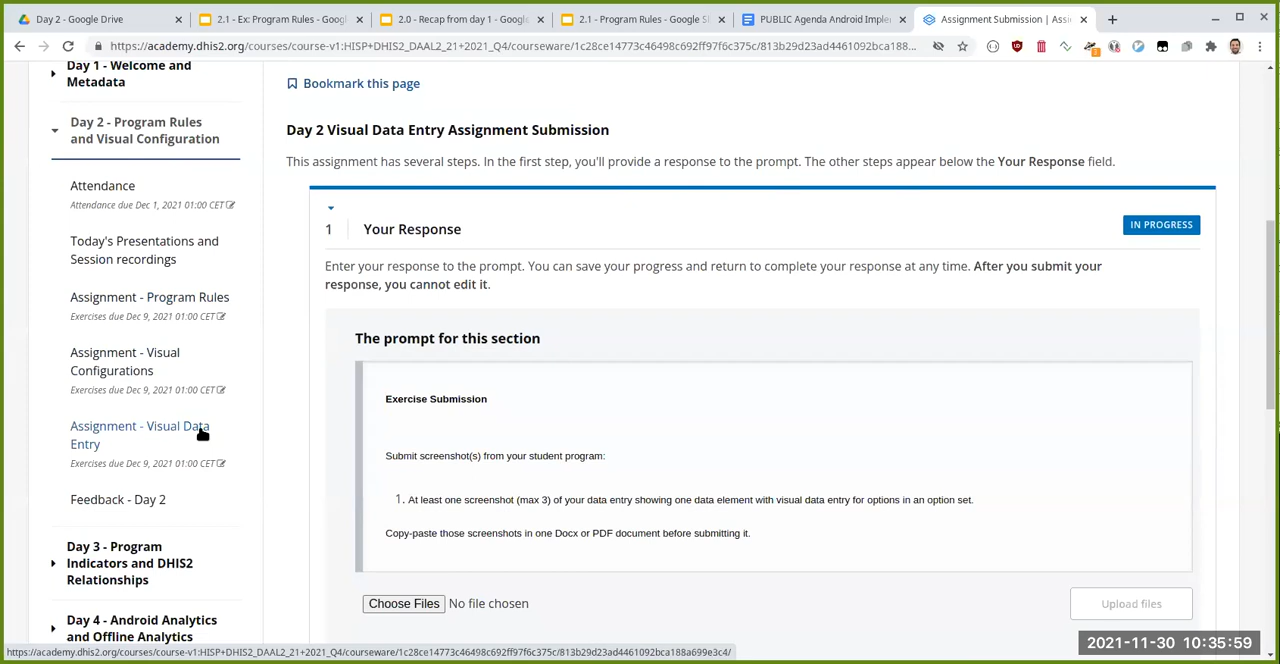 Day 2 - Google Drive
2.1 - Ex: Program Rules - Googl
2.0 - Recap from day 1 - Google
2.1 - Program Rules - Google Sl
PUBLIC Agenda Android Imple
Assignment Submission | Assi
https://academy.dhis2.org/courses/course-v1:HISP+DHIS2_DAAL2_21+2021_Q4/courseware/1c28ce14773c46498c692ff97f6c375c/813b29d23ad4461092bca188...
Day 1 - Welcome and
Metadata
Day 2 - Program Rules
and Visual Configuration
Attendance
Attendance due Dec 1, 2021 01:00 CET
Today's Presentations and
Session recordings
Assignment - Program Rules
Exercises due Dec 9, 2021 01:00 CET
Assignment - Visual
Configurations
Exercises due Dec 9, 2021 01:00 CET
Assignment - Visual Data
Entry
Exercises due Dec 9, 2021 01:00 CET
Feedback - Day 2
Day 3 - Program
Indicators and DHIS2
Relationships
Day 4 - Android Analytics
and Offline Analytics
Bookmark this page
Day 2 Visual Data Entry Assignment Submission
This assignment has several steps. In the first step, you'll provide a response to the prompt. The other steps appear below the Your Response field.
1 Your Response
IN PROGRESS
Enter your response to the prompt. You can save your progress and return to complete your response at any time. After you submit your
response, you cannot edit it.
The prompt for this section
Exercise Submission
Submit screenshot(s) from your student program:
1. At least one screenshot (max 3) of your data entry showing one data element with visual data entry for options in an option set.
Copy-paste those screenshots in one Docx or PDF document before submitting it.
Choose Files No file chosen
Upload files
2021-11-30 10:35:59
https://academy.dhis2.org/courses/course-v1:HISP+DHIS2_DAAL2_21+2021_Q4/courseware/1c28ce14773c46498c692ff97f6c375c/813b29d23ad4461092bca188a699e3c4/